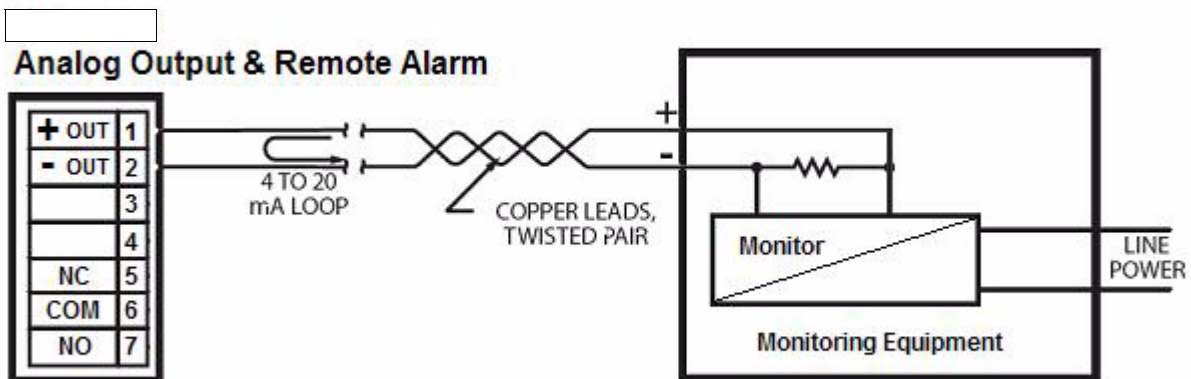 Analog Output & Remote Alarm
+ OUT 1
- OUT 2
3
4
NC 5
COM 6
NO 7
4 TO 20
mA LOOP
COPPER LEADS,
TWISTED PAIR
+
-
Monitor
Monitoring Equipment
LINE
POWER